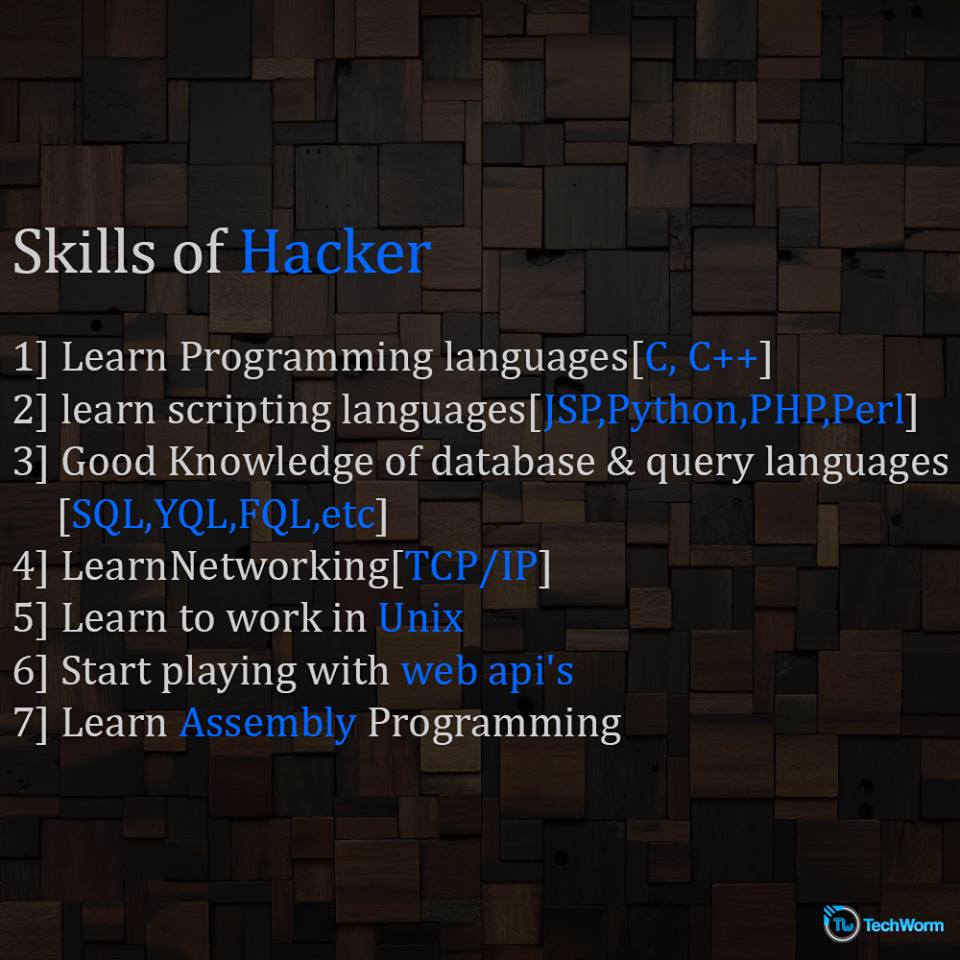 Skills of Hacker
1] Learn Programming languages[C, C++]
2] learn scripting languages[JSP,Python,PHP,Perl]
3] Good Knowledge of database & query languages
[SQL,YQL,FQL,etc]
4] LearnNetworking[TCP/IP]
5] Learn to work in Unix
6] Start playing with web api's
7] Learn Assembly Programming
TW TechWorm